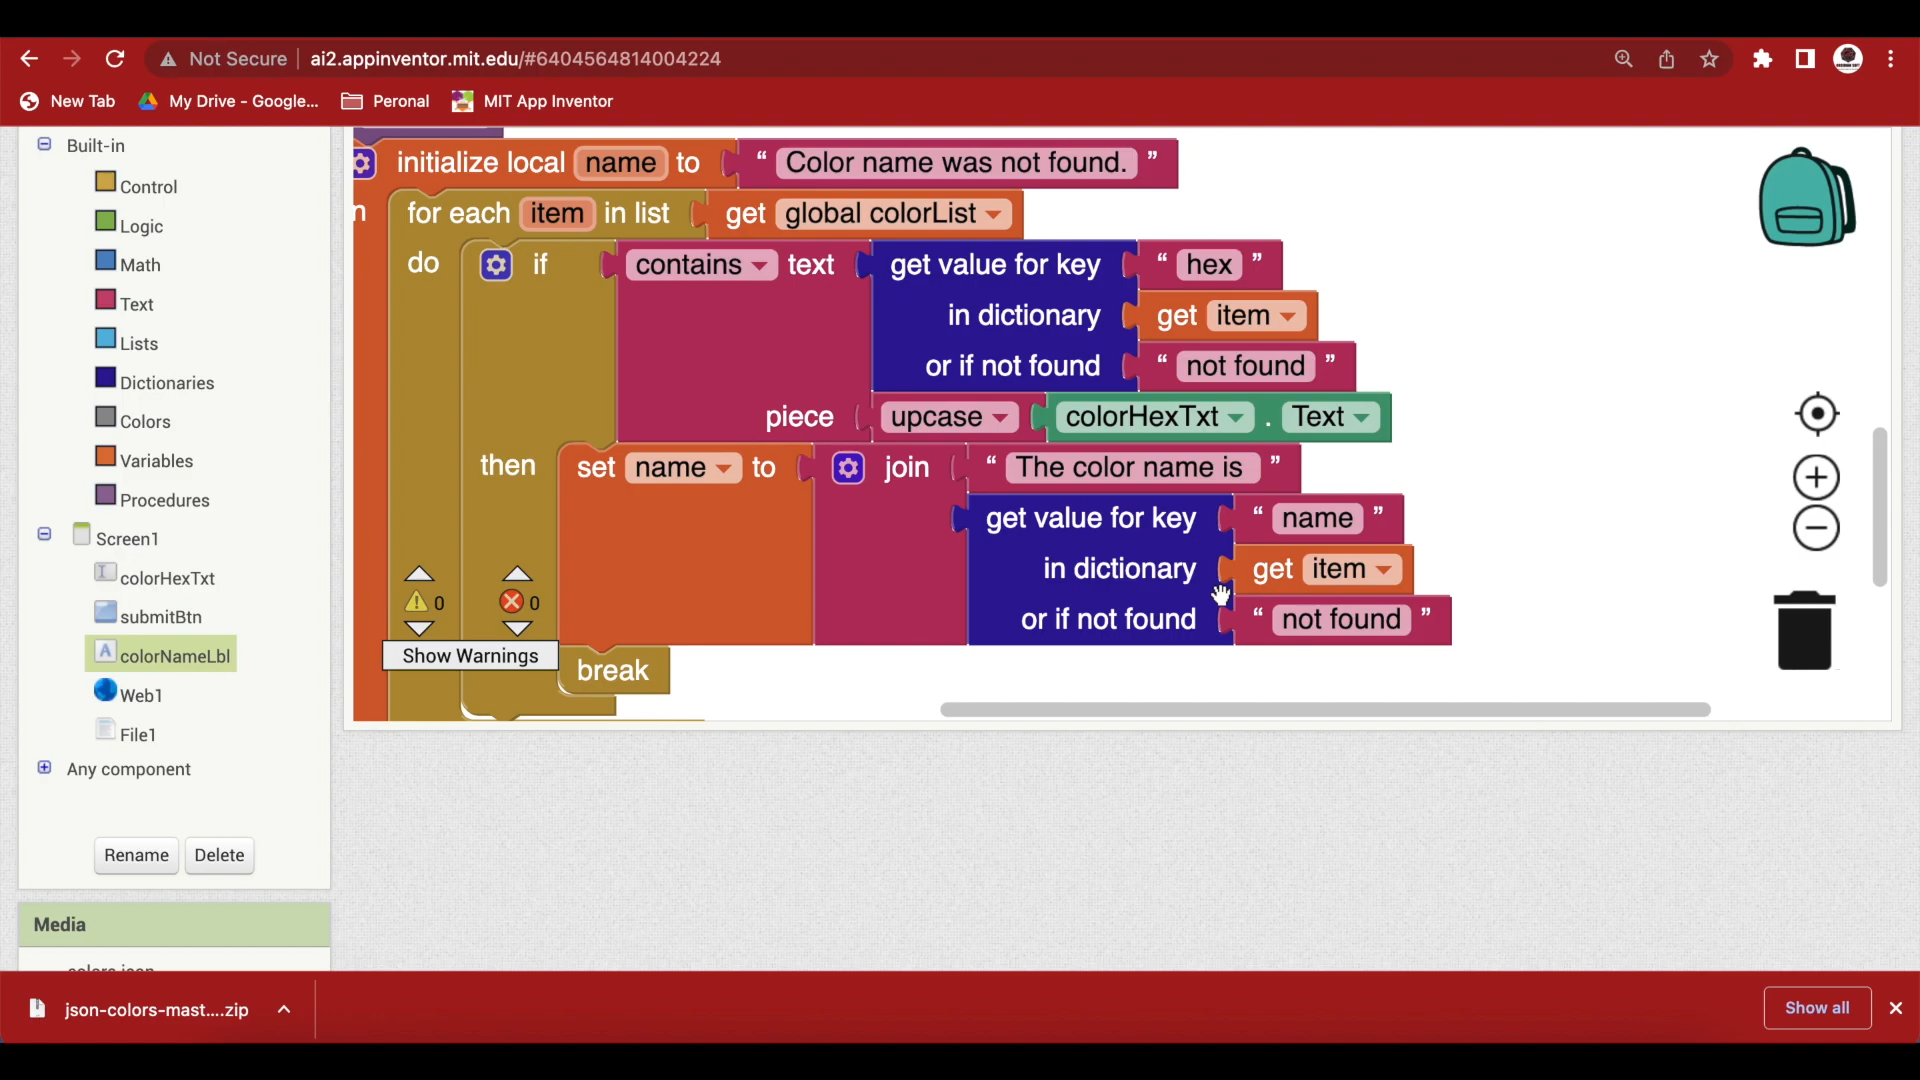 Not Secure | ai2.appinventor.mit.edu/#6404564814004224
New Tab My Drive - Google... Peronal MIT App Inventor
Built-in
Control
Logic
Math
Text
Lists
Dictionaries
Colors
Variables
Procedures
Screen1
colorHexTxt
submitBtn
colorNameLbl
Web1
File1
Any component
Rename Delete
Media
colors.json
initialize local name to “ Color name was not found. ”
n for each item in list get global colorList
do if contains text get value for key “ hex ”
in dictionary get item
or if not found “ not found ”
piece upcase colorHexTxt . Text
then set name to join “ The color name is ”
get value for key “ name ”
in dictionary get item
or if not found “ not found ”
0 0
Show Warnings
break
json-colors-mast....zip
Show all